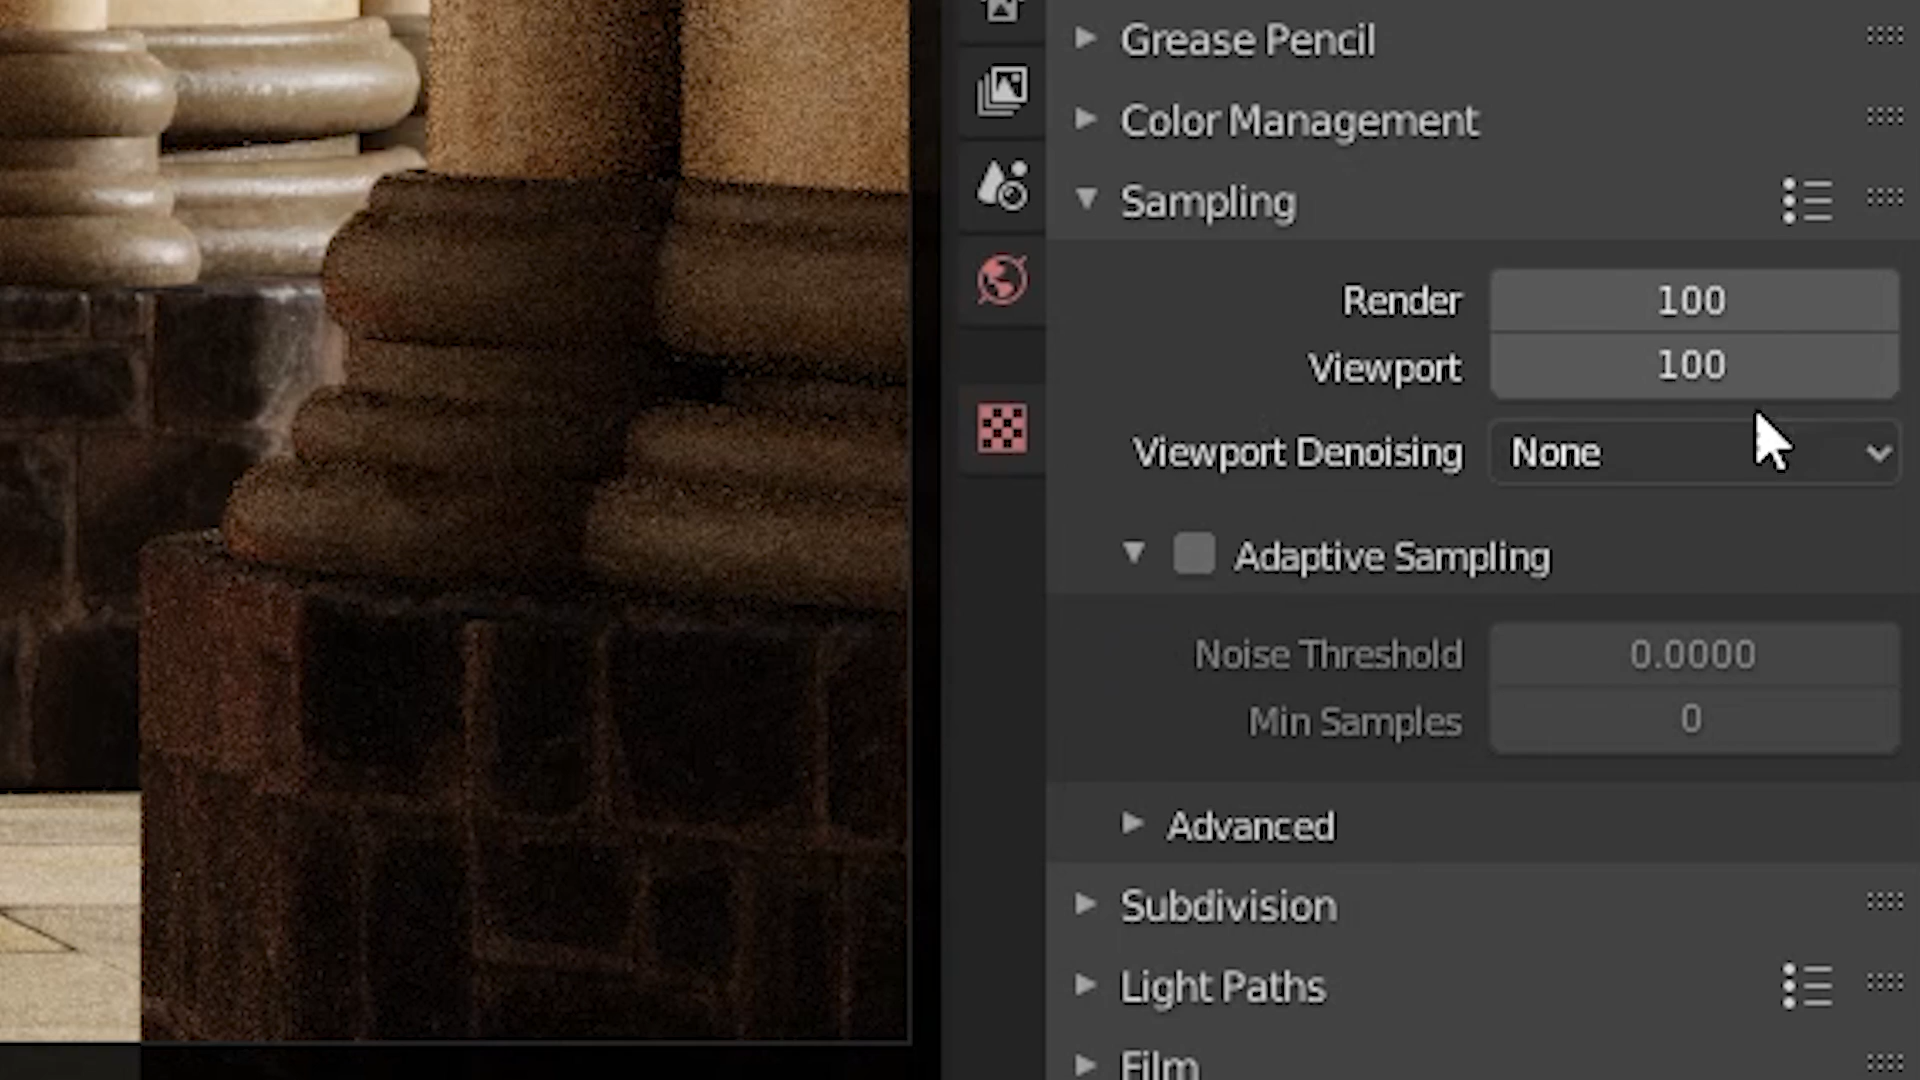 Grease Pencil
Color Management
Sampling
Render 100
Viewport 100
Viewport Denoising None
Adaptive Sampling
Noise Threshold 0.0000
Min Samples 0
Advanced
Subdivision
Light Paths
Film